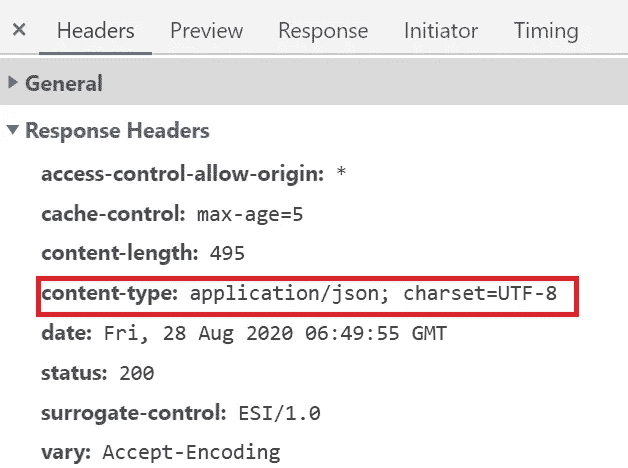 × Headers Preview Response Initiator Timing
General
Response Headers
access-control-allow-origin: *
cache-control: max-age=5
content-length: 495
content-type: application/json; charset=UTF-8
date: Fri, 28 Aug 2020 06:49:55 GMT
status: 200
surrogate-control: ESI/1.0
vary: Accept-Encoding